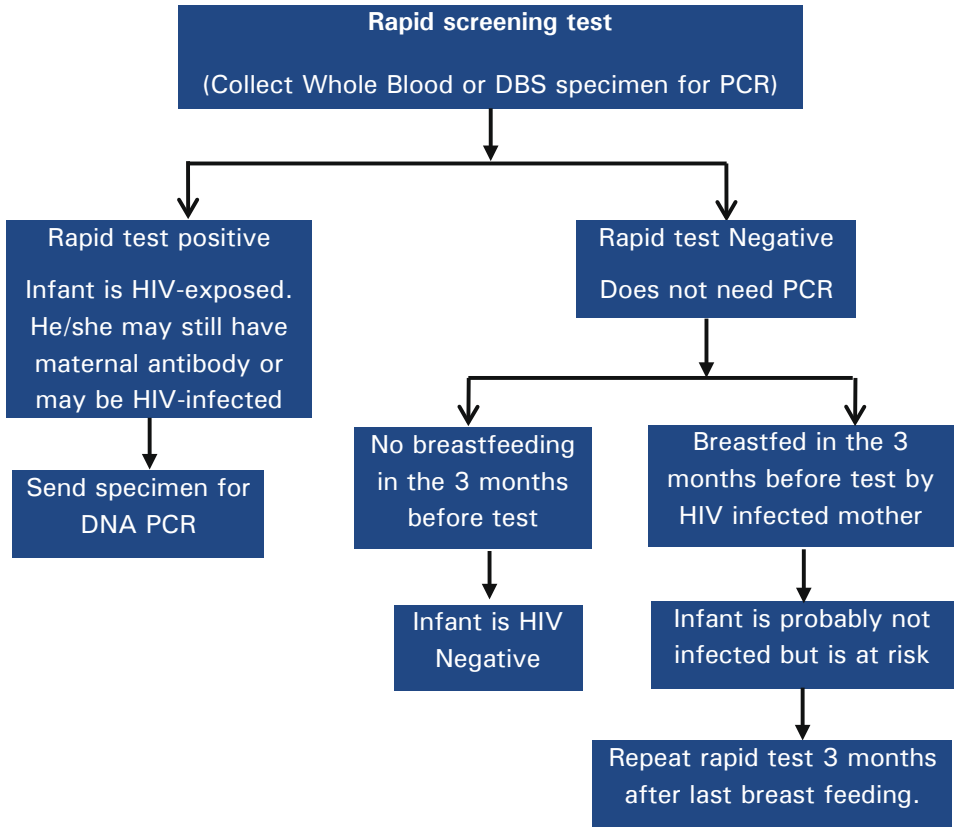 Rapid screening test
(Collect Whole Blood or DBS specimen for PCR)
Rapid test positive
Infant is HIV-exposed.
He/she may still have
maternal antibody or
may be HIV-infected
Send specimen for
DNA PCR
Rapid test Negative
Does not need PCR
No breastfeeding
in the 3 months
before test
Infant is HIV
Negative
Breastfed in the 3
months before test by
HIV infected mother
Infant is probably not
infected but is at risk
Repeat rapid test 3 months
after last breast feeding.